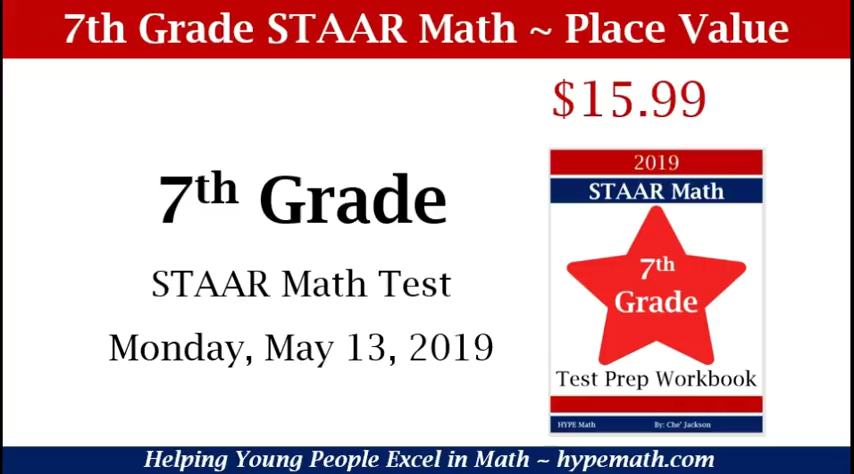 7th Grade STAAR Math ~ Place Value
$15.99
7th Grade
STAAR Math Test
Monday, May 13, 2019
2019
STAAR Math
7th
Grade
Test Prep Workbook
HYPE Math By: Che' Jackson
Helping Young People Excel in Math ~ hypemath.com